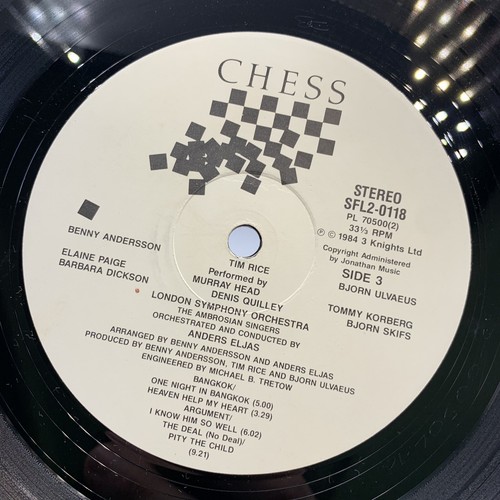 CHESS
STEREO
SFL2-0118
PL 70500(2)
33⅓ RPM
℗ © 1984 3 Knights Ltd
Copyright Administered
by Jonathan Music
SIDE 3
BENNY ANDERSSON
TIM RICE
BJORN ULVAEUS
Performed by
ELAINE PAIGE
MURRAY HEAD
TOMMY KORBERG
BARBARA DICKSON
DENIS QUILLEY
BJORN SKIFS
LONDON SYMPHONY ORCHESTRA
THE AMBROSIAN SINGERS
ORCHESTRATED AND CONDUCTED BY
ANDERS ELJAS
ARRANGED BY BENNY ANDERSSON AND ANDERS ELJAS
PRODUCED BY BENNY ANDERSSON, TIM RICE AND BJORN ULVAEUS
ENGINEERED BY MICHAEL B. TRETOW
BANGKOK/
ONE NIGHT IN BANGKOK (5.00)
HEAVEN HELP MY HEART (3.29)
ARGUMENT/
I KNOW HIM SO WELL (6.02)
THE DEAL (No Deal)/
PITY THE CHILD
(9.21)